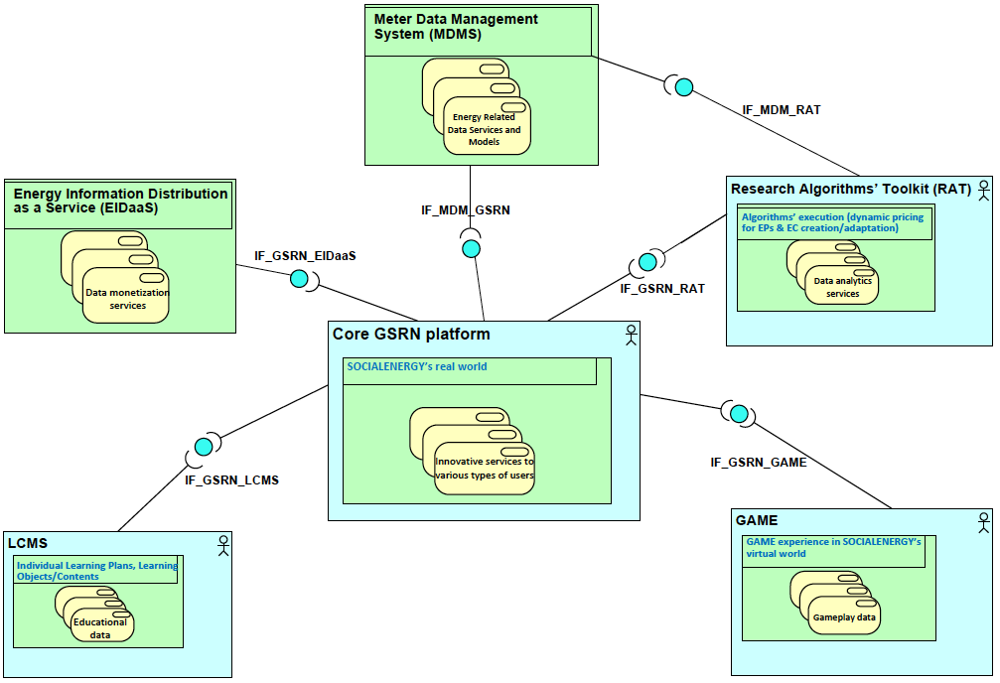 Meter Data Management
System (MDMS)
Energy Related
Data Services and
Models
IF_MDM_RAT
Energy Information Distribution
as a Service (EIDaaS)
Data monetization
services
IF_GSRN_EIDaaS
IF_MDM_GSRN
Research Algorithms’ Toolkit (RAT)
Algorithms’ execution (dynamic pricing
for EPs & EC creation/adaptation)
Data analytics
services
IF_GSRN_RAT
Core GSRN platform
SOCIALENERGY’s real world
Innovative services to
various types of users
IF_GSRN_LCMS
IF_GSRN_GAME
LCMS
Individual Learning Plans, Learning
Objects/Contents
Educational
data
GAME
GAME experience in SOCIALENERGY’s
virtual world
Gameplay data